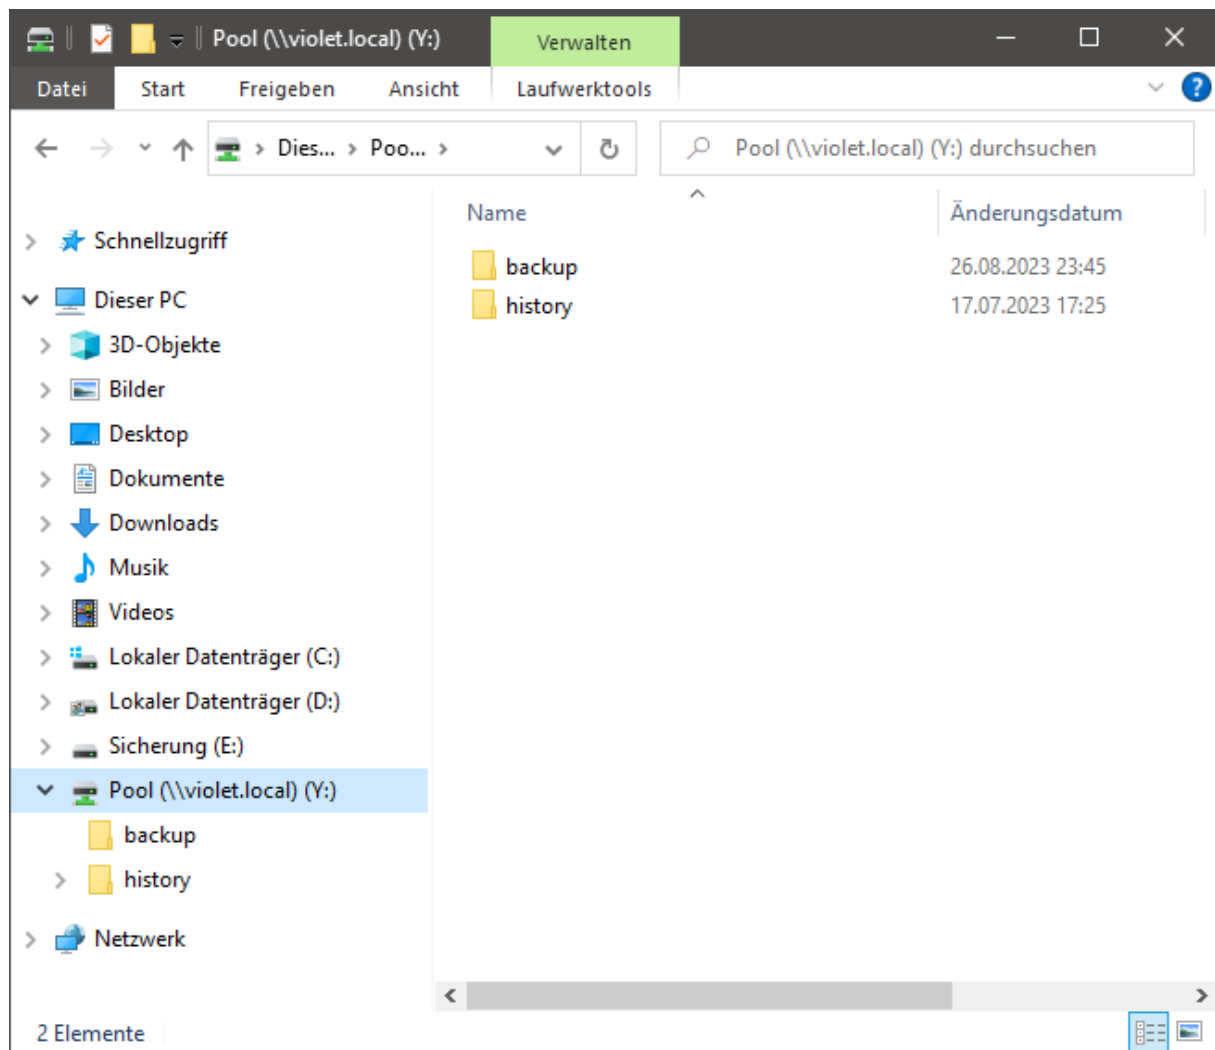 Pool (\\violet.local) (Y:)
Verwalten
Datei Start Freigeben Ansicht Laufwerktools
?
Dies... Poo...
Pool (\\violet.local) (Y:) durchsuchen
Name Änderungsdatum
Schnellzugriff
Dieser PC
3D-Objekte
Bilder
Desktop
Dokumente
Downloads
Musik
Videos
Lokaler Datenträger (C:)
Lokaler Datenträger (D:)
Sicherung (E:)
Pool (\\violet.local) (Y:)
backup
history
Netzwerk
backup 26.08.2023 23:45
history 17.07.2023 17:25
2 Elemente